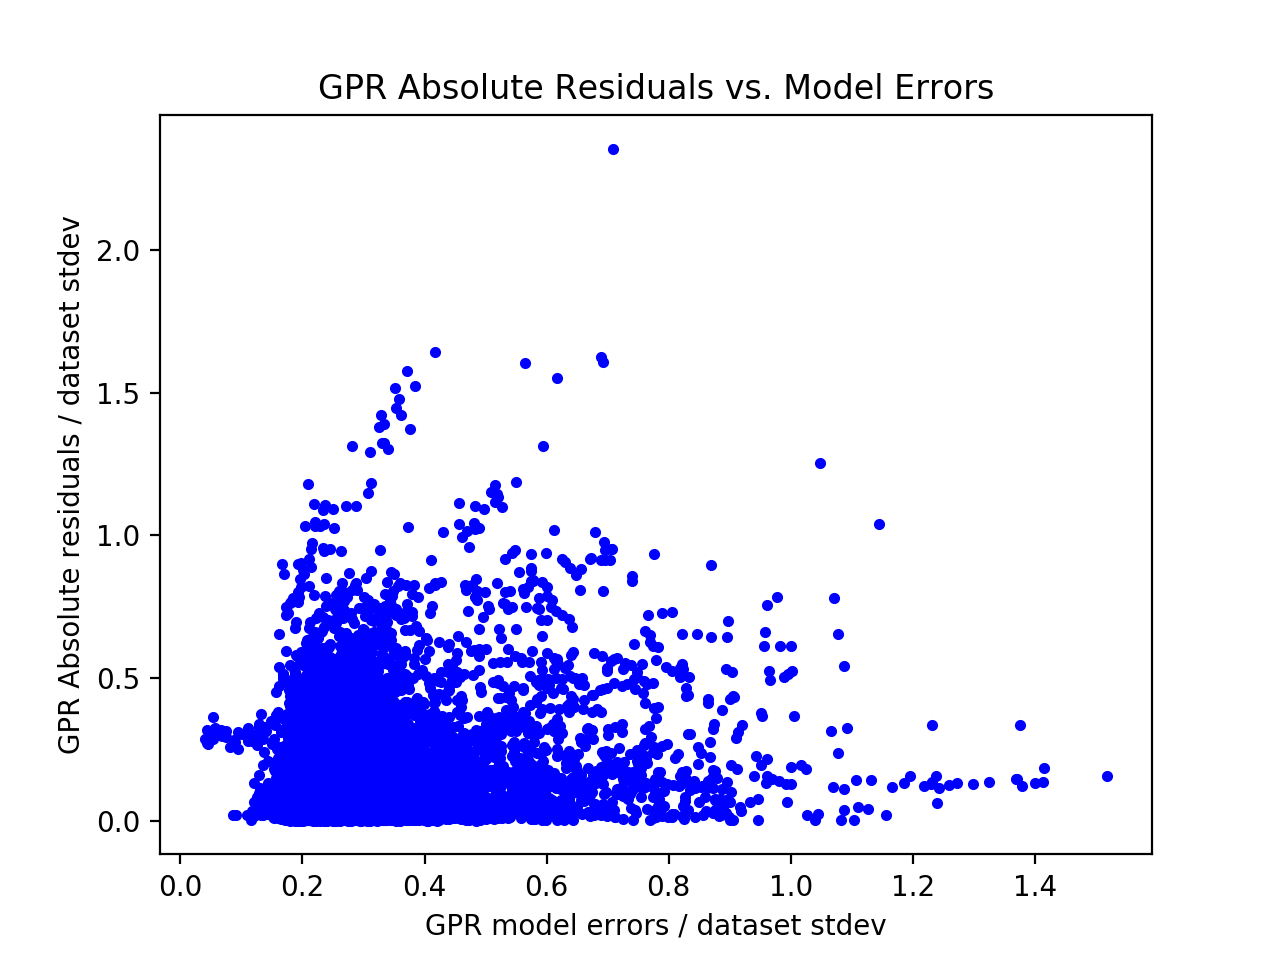 GPR Absolute Residuals vs. Model Errors
GPR Absolute residuals / dataset stdev
2.0
1.5
1.0
0.5
0.0
0.0 0.2 0.4 0.6 0.8 1.0 1.2 1.4
GPR model errors / dataset stdev